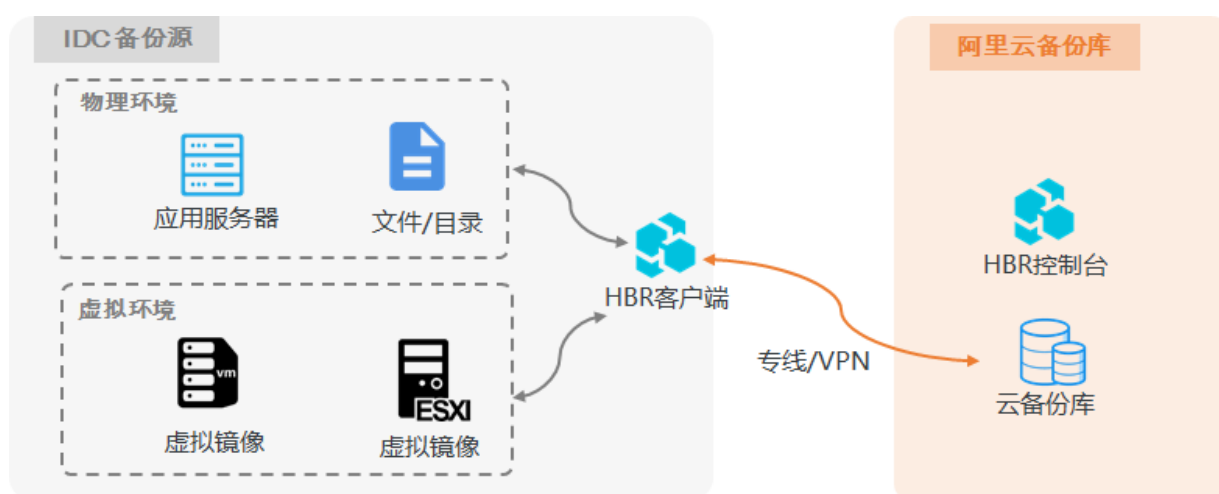 IDC备份源
物理环境
应用服务器
文件/目录
虚拟环境
vm
虚拟镜像
ESXI
虚拟镜像
HBR客户端
专线/VPN
阿里云备份库
HBR控制台
云备份库